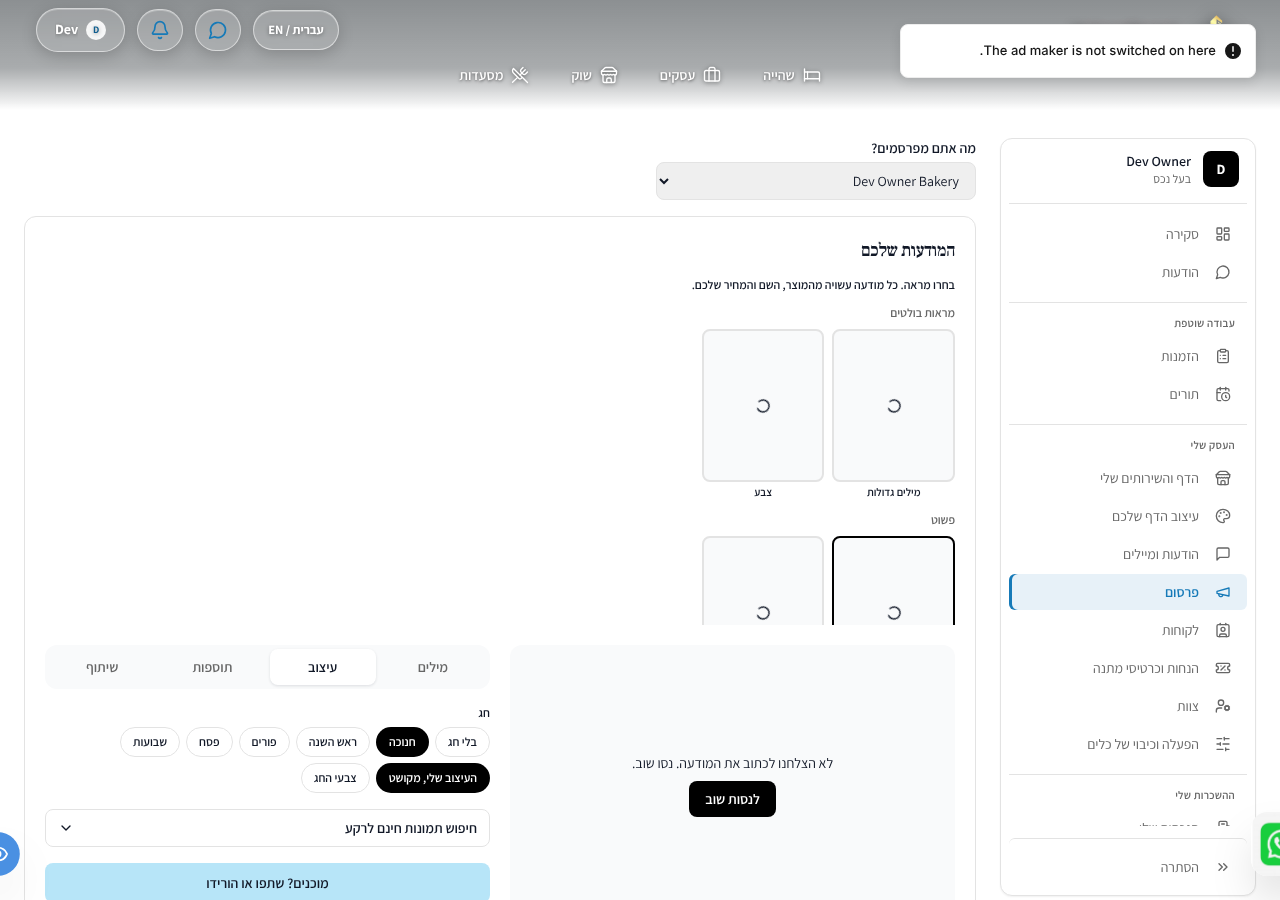 עברית / EN
D Dev
The ad maker is not switched on here.
שהייה
עסקים
שוק
מסעדות
D
Dev Owner
בעל נכס
סקירה
הודעות
עבודה שוטפת
הזמנות
תורים
העסק שלי
הדף והשירותים שלי
עיצוב הדף שלכם
הודעות ומיילים
פרסום
לקוחות
הנחות וכרטיסי מתנה
צוות
הפעלה וכיבוי של כלים
ההשכרות שלי
הסתרה
מה אתם מפרסמים?
Dev Owner Bakery
המודעות שלכם
בחרו מראה. כל מודעה עשויה מהמוצר, השם והמחיר שלכם.
מראות בולטים
מילים גדולות
צבע
פשוט
לא הצלחנו לכתוב את המודעה. נסו שוב.
לנסות שוב
מילים
עיצוב
תוספות
שיתוף
חג
בלי חג
חנוכה
ראש השנה
פורים
פסח
שבועות
העיצוב שלי, מקושט
צבעי החג
חיפוש תמונות חינם לרקע
מוכנים? שתפו או הורידו